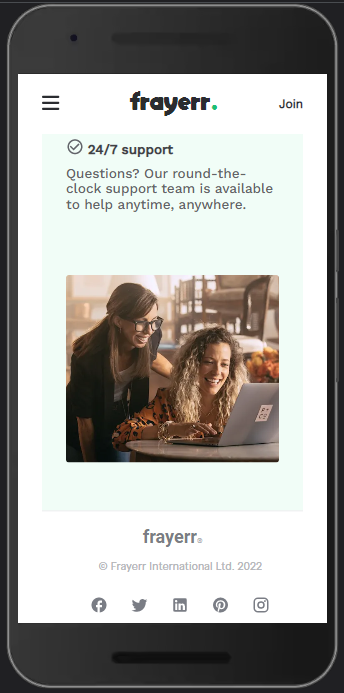 frayerr.
Join
24/7 support
Questions? Our round-the-
clock support team is available
to help anytime, anywhere.
frayerr®
© Frayerr International Ltd. 2022